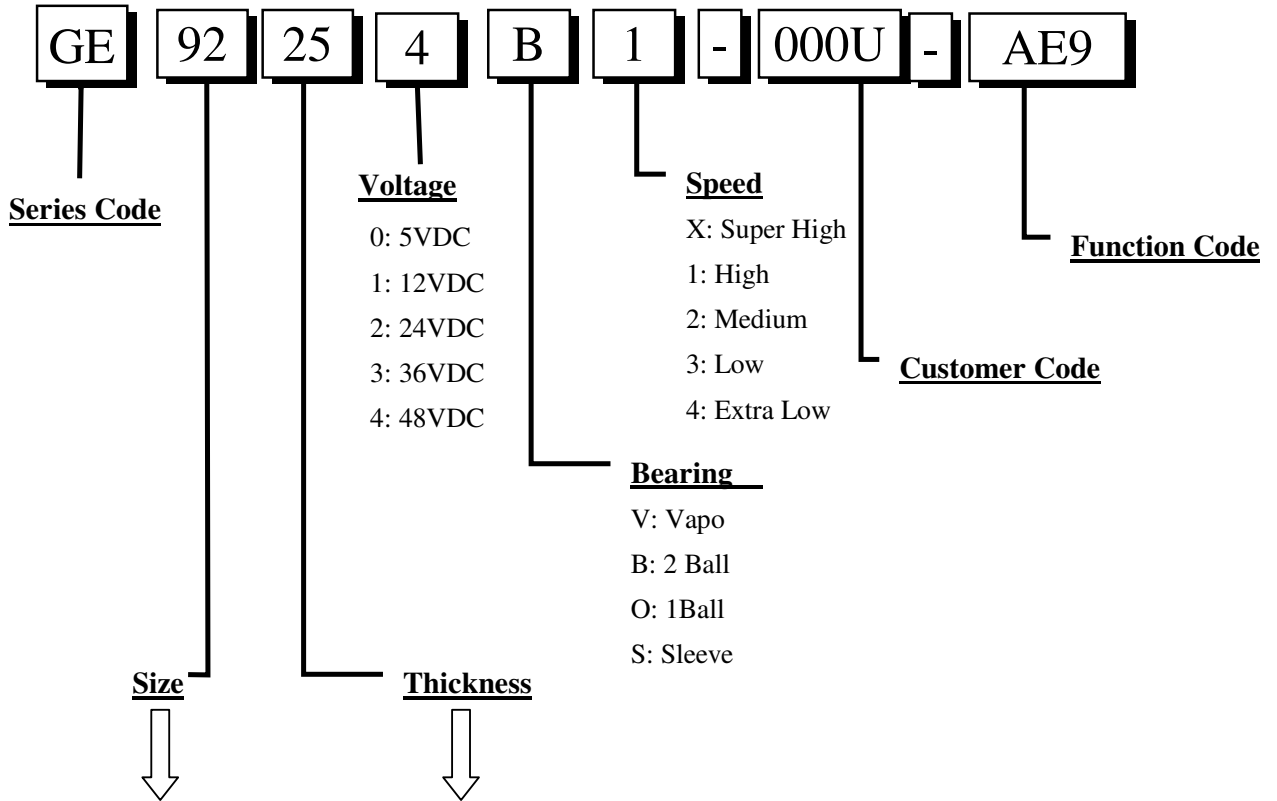 GE 92 25 4 B 1 - 000U - AE9
Series Code
Voltage
0: 5VDC
1: 12VDC
2: 24VDC
3: 36VDC
4: 48VDC
Speed
X: Super High
1: High
2: Medium
3: Low
4: Extra Low
Function Code
Customer Code
Bearing
V: Vapo
B: 2 Ball
O: 1Ball
S: Sleeve
Size
Thickness